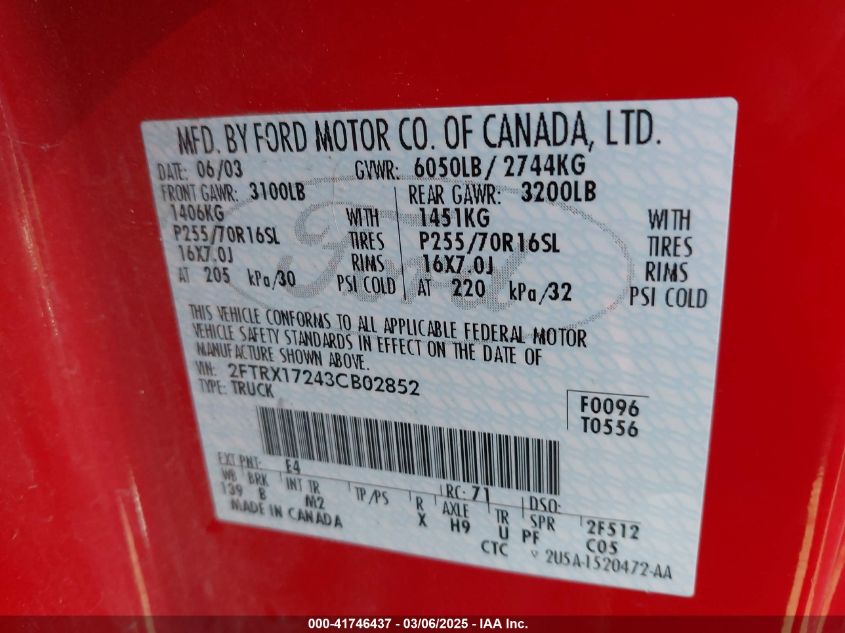 MFD. BY FORD MOTOR CO. OF CANADA, LTD.
DATE: 06/03 GVWR: 6050LB/ 2744KG
FRONT GAWR: 3100LB REAR GAWR: 3200LB
1406KG WITH 1451KG WITH
P255/70R16SL TIRES P255/70R16SL TIRES
16X7.0J RIMS 16X7.0J RIMS
AT 205 kPa/30 PSI COLD AT 220 kPa/32 PSI COLD
Ford
THIS VEHICLE CONFORMS TO ALL APPLICABLE FEDERAL MOTOR
VEHICLE SAFETY STANDARDS IN EFFECT ON THE DATE OF
MANUFACTURE SHOWN ABOVE.
VIN: 2FTRX17243CB02852
TYPE: TRUCK
F0096
T0556
EXT PNT: E4 RC: 71 DSO:
WB BRK INT TR TP/PS R AXLE TR SPR 2F512
139 B M2 X H9 U PF C05
MADE IN CANADA CTC 2U5A-1520472-AA
000-41746437 - 03/06/2025 - IAA Inc.